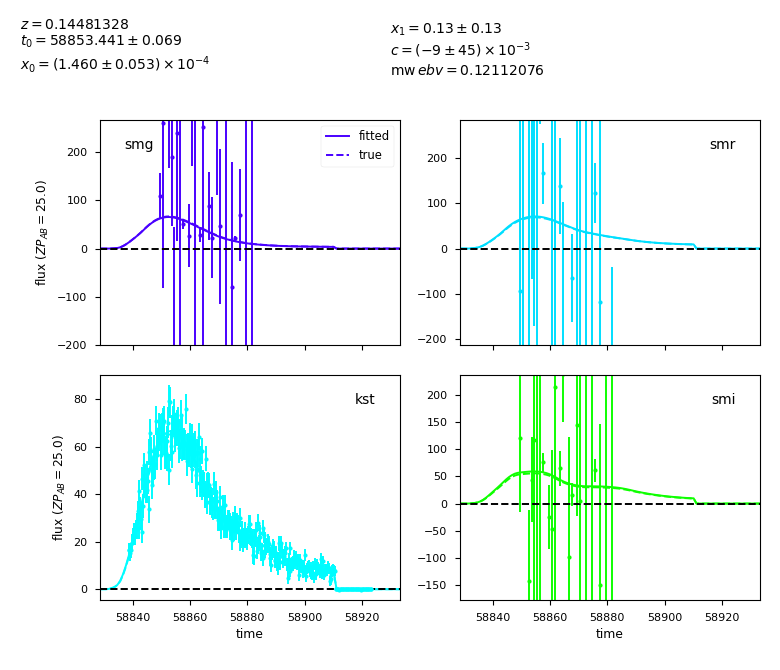 z = 0.14481328
t₀ = 58853.441 ± 0.069
x₀ = (1.460 ± 0.053) × 10⁻⁴
x₁ = 0.13 ± 0.13
c = (−9 ± 45) × 10⁻³
mw ebv = 0.12112076
smg
fitted
true
200
100
0
−100
−200
flux (ZP_AB = 25.0)
smr
200
100
0
−100
−200
kst
80
60
40
20
0
flux (ZP_AB = 25.0)
58840 58860 58880 58900 58920
time
smi
200
150
100
50
0
−50
−100
−150
58840 58860 58880 58900 58920
time